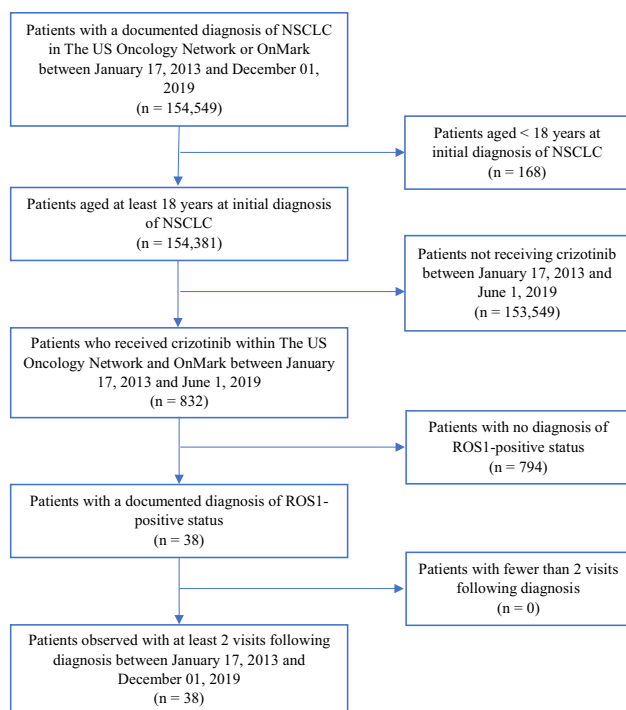 Patients with a documented diagnosis of NSCLC
in The US Oncology Network or OnMark
between January 17, 2013 and December 01,
2019
(n = 154,549)
Patients aged < 18 years at
initial diagnosis of NSCLC
(n = 168)
Patients aged at least 18 years at initial diagnosis
of NSCLC
(n = 154,381)
Patients not receiving crizotinib
between January 17, 2013 and
June 1, 2019
(n = 153,549)
Patients who received crizotinib within The US
Oncology Network and OnMark between January
17, 2013 and June 1, 2019
(n = 832)
Patients with no diagnosis of
ROS1-positive status
(n = 794)
Patients with a documented diagnosis of ROS1-
positive status
(n = 38)
Patients with fewer than 2 visits
following diagnosis
(n = 0)
Patients observed with at least 2 visits following
diagnosis between January 17, 2013 and
December 01, 2019
(n = 38)